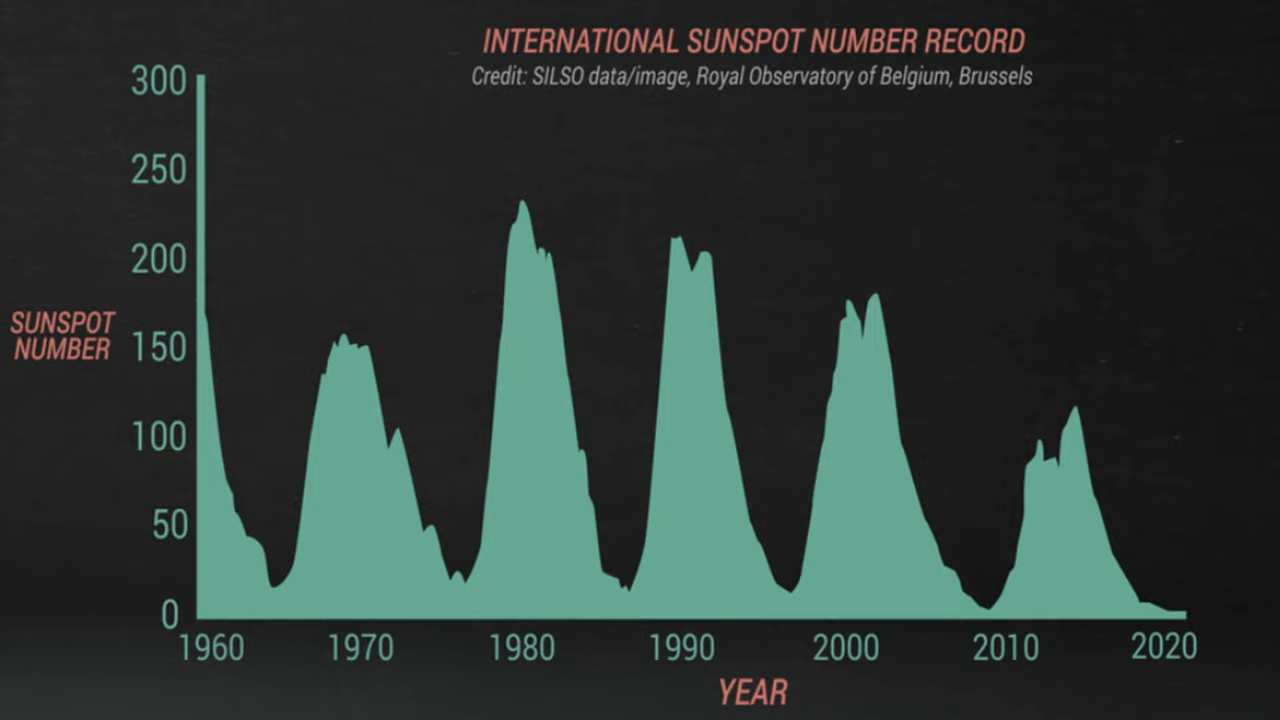 INTERNATIONAL SUNSPOT NUMBER RECORD
Credit: SILSO data/image, Royal Observatory of Belgium, Brussels
300
250
200
150
100
50
0
SUNSPOT
NUMBER
1960 1970 1980 1990 2000 2010 2020
YEAR